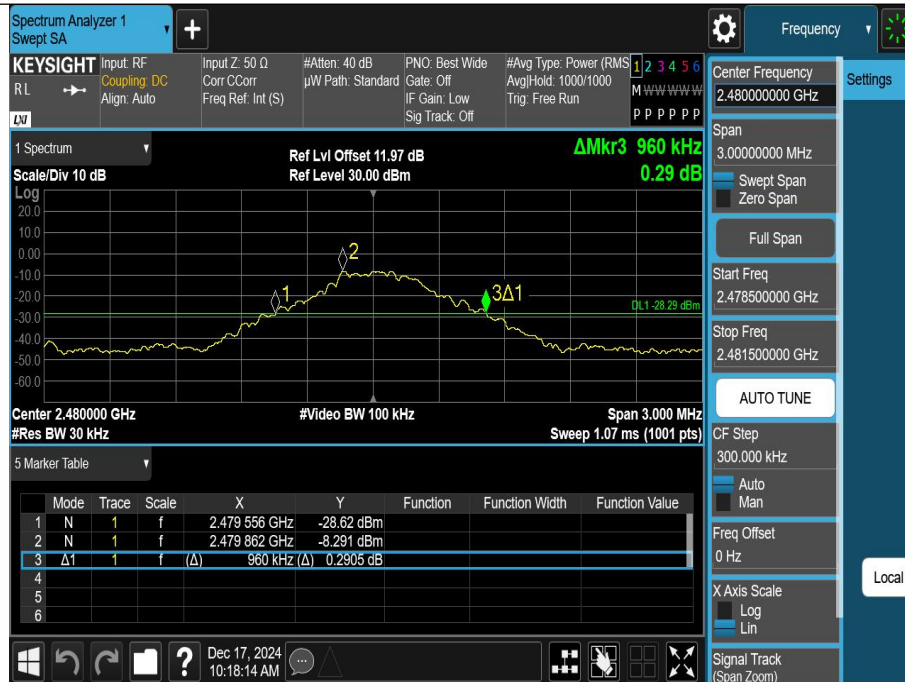 Spectrum Analyzer 1
Swept SA
+
Frequency
KEYSIGHT
RL
LXI
Input: RF
Coupling: DC
Align: Auto
Input Z: 50 Ω
Corr CCorr
Freq Ref: Int (S)
#Atten: 40 dB
µW Path: Standard
PNO: Best Wide
Gate: Off
IF Gain: Low
Sig Track: Off
#Avg Type: Power (RMS
Avg|Hold: 1000/1000
Trig: Free Run
1 2 3 4 5 6
M W W W W W
P P P P P P
1 Spectrum
Scale/Div 10 dB
Ref Lvl Offset 11.97 dB
Ref Level 30.00 dBm
ΔMkr3 960 kHz
0.29 dB
Log
20.0
10.0
0.00
-10.0
-20.0
-30.0
-40.0
-50.0
-60.0
2
1
3Δ1
DL1 -28.29 dBm
Center 2.480000 GHz
#Video BW 100 kHz
Span 3.000 MHz
#Res BW 30 kHz
Sweep 1.07 ms (1001 pts)
5 Marker Table
Mode Trace Scale X Y Function Function Width Function Value
1 N 1 f 2.479 556 GHz -28.62 dBm
2 N 1 f 2.479 862 GHz -8.291 dBm
3 Δ1 1 f (Δ) 960 kHz (Δ) 0.2905 dB
4
5
6
?
Dec 17, 2024
10:18:14 AM
Center Frequency
2.480000000 GHz
Settings
Span
3.00000000 MHz
Swept Span
Zero Span
Full Span
Start Freq
2.478500000 GHz
Stop Freq
2.481500000 GHz
AUTO TUNE
CF Step
300.000 kHz
Auto
Man
Freq Offset
0 Hz
Local
X Axis Scale
Log
Lin
Signal Track
(Span Zoom)